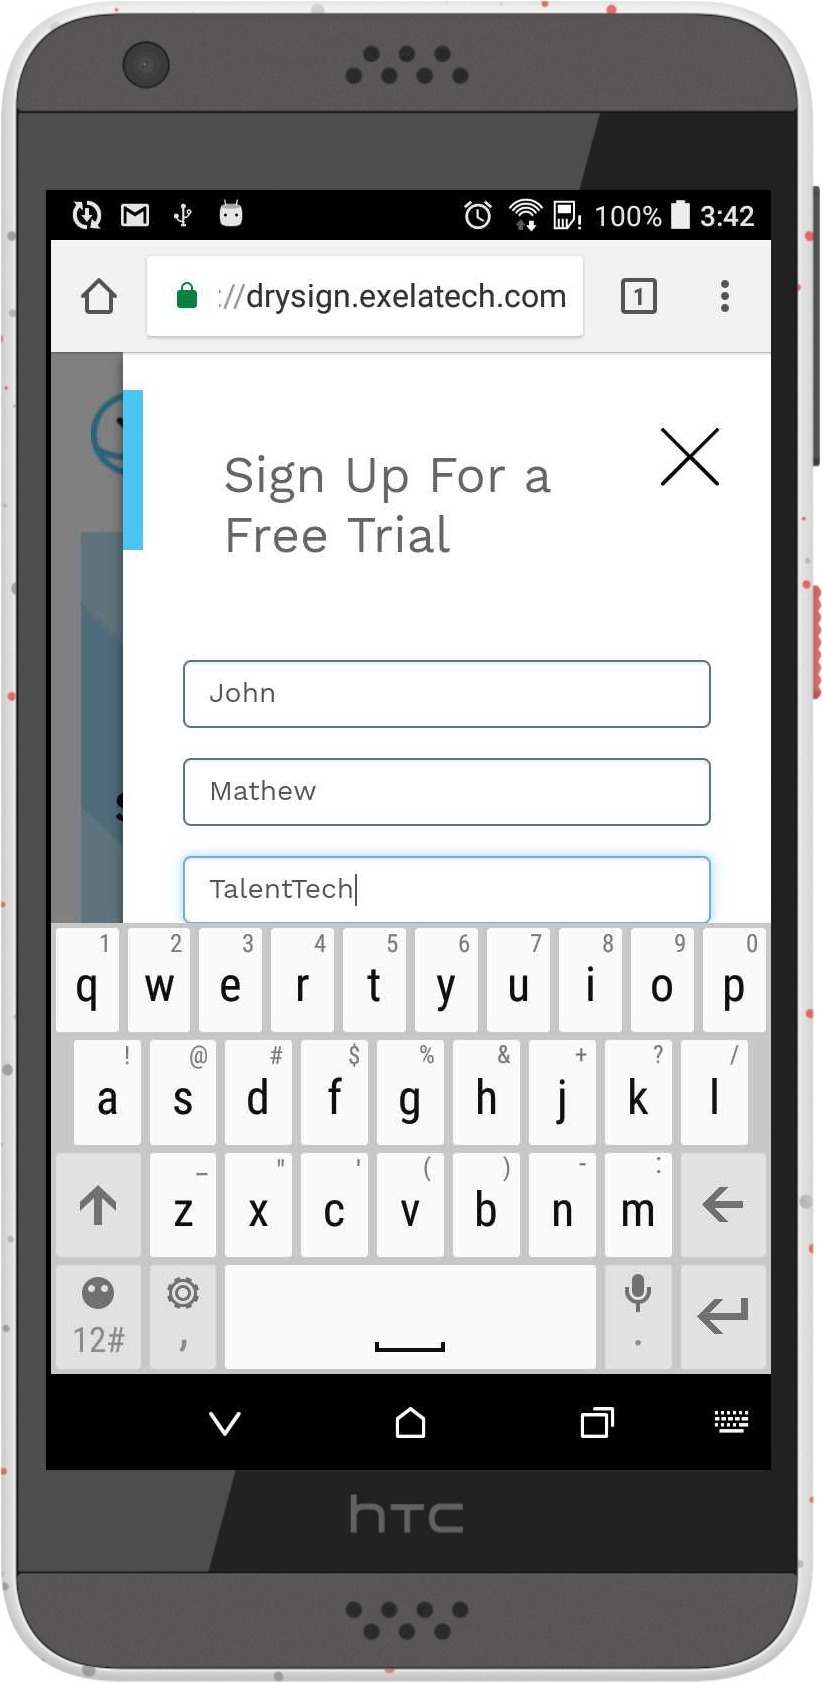 100% 3:42
://drysign.exelatech.com 1
Sign Up For a
Free Trial
John
Mathew
TalentTech
1 2 3 4 5 6 7 8 9 0
q w e r t y u i o p
! @ # $ % & + ? /
a s d f g h j k l
_ " ' ( ) - :
z x c v b n m
12# , .
hTC